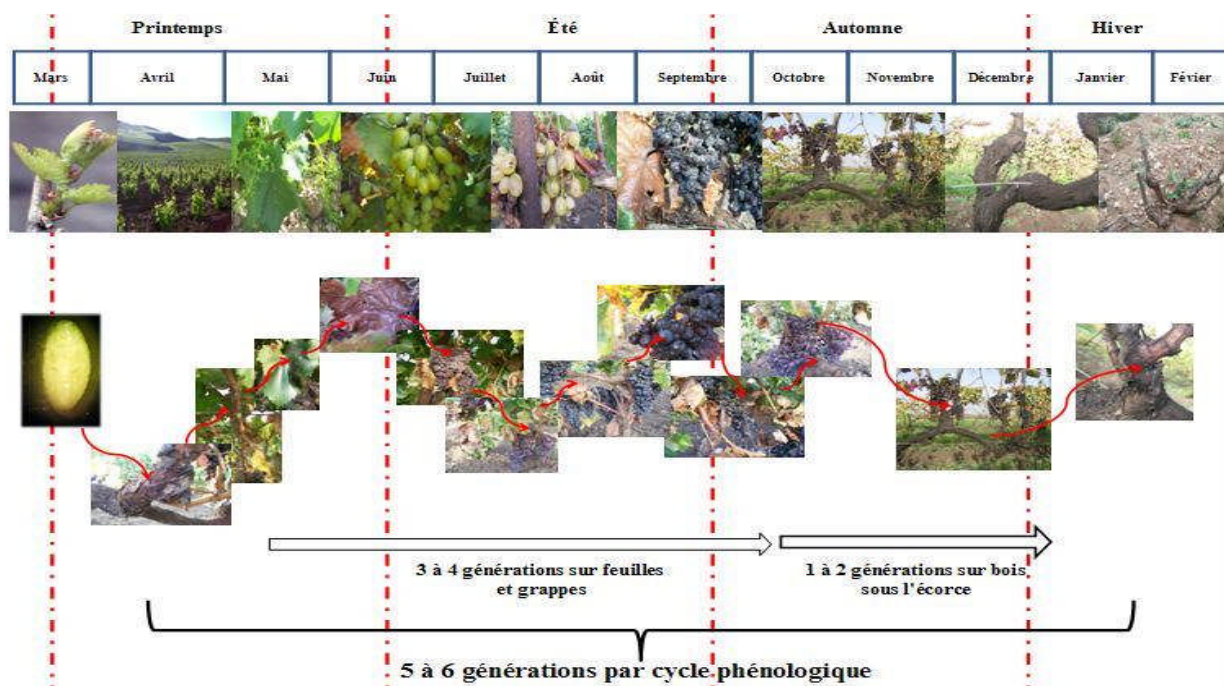 Printemps Été Automne Hiver
Mars Avril Mai Juin Juillet Août Septembre Octobre Novembre Décembre Janvier Févier
3 à 4 générations sur feuilles
et grappes
1 à 2 générations sur bois
sous l'écorce
5 à 6 générations par cycle phénologique